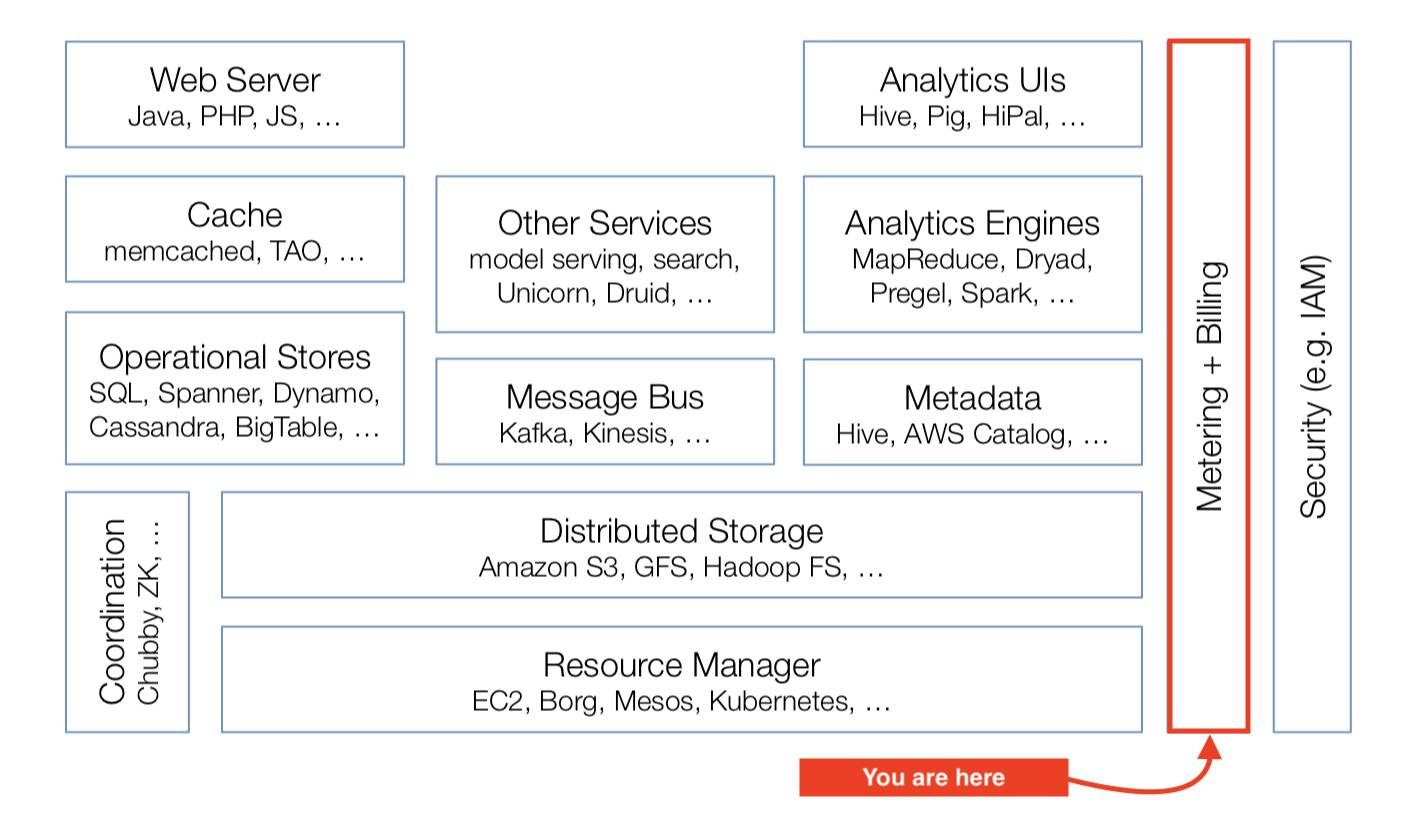 Web Server
Java, PHP, JS, …
Analytics UIs
Hive, Pig, HiPal, …
Cache
memcached, TAO, …
Other Services
model serving, search,
Unicorn, Druid, …
Analytics Engines
MapReduce, Dryad,
Pregel, Spark, …
Operational Stores
SQL, Spanner, Dynamo,
Cassandra, BigTable, …
Message Bus
Kafka, Kinesis, …
Metadata
Hive, AWS Catalog, …
Coordination
Chubby, ZK, …
Distributed Storage
Amazon S3, GFS, Hadoop FS, …
Resource Manager
EC2, Borg, Mesos, Kubernetes, …
Metering + Billing
Security (e.g. IAM)
You are here